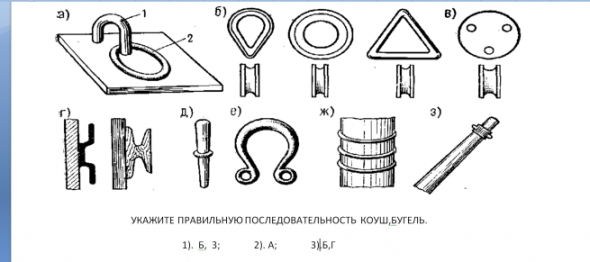 а) 1 2 б) в)
г) д) е) ж) з)
УКАЖИТЕ ПРАВИЛЬНУЮ ПОСЛЕДОВАТЕЛЬНОСТЬ КОУШ,БУГЕЛЬ.
1). Б, З; 2). А; 3).Б,Г